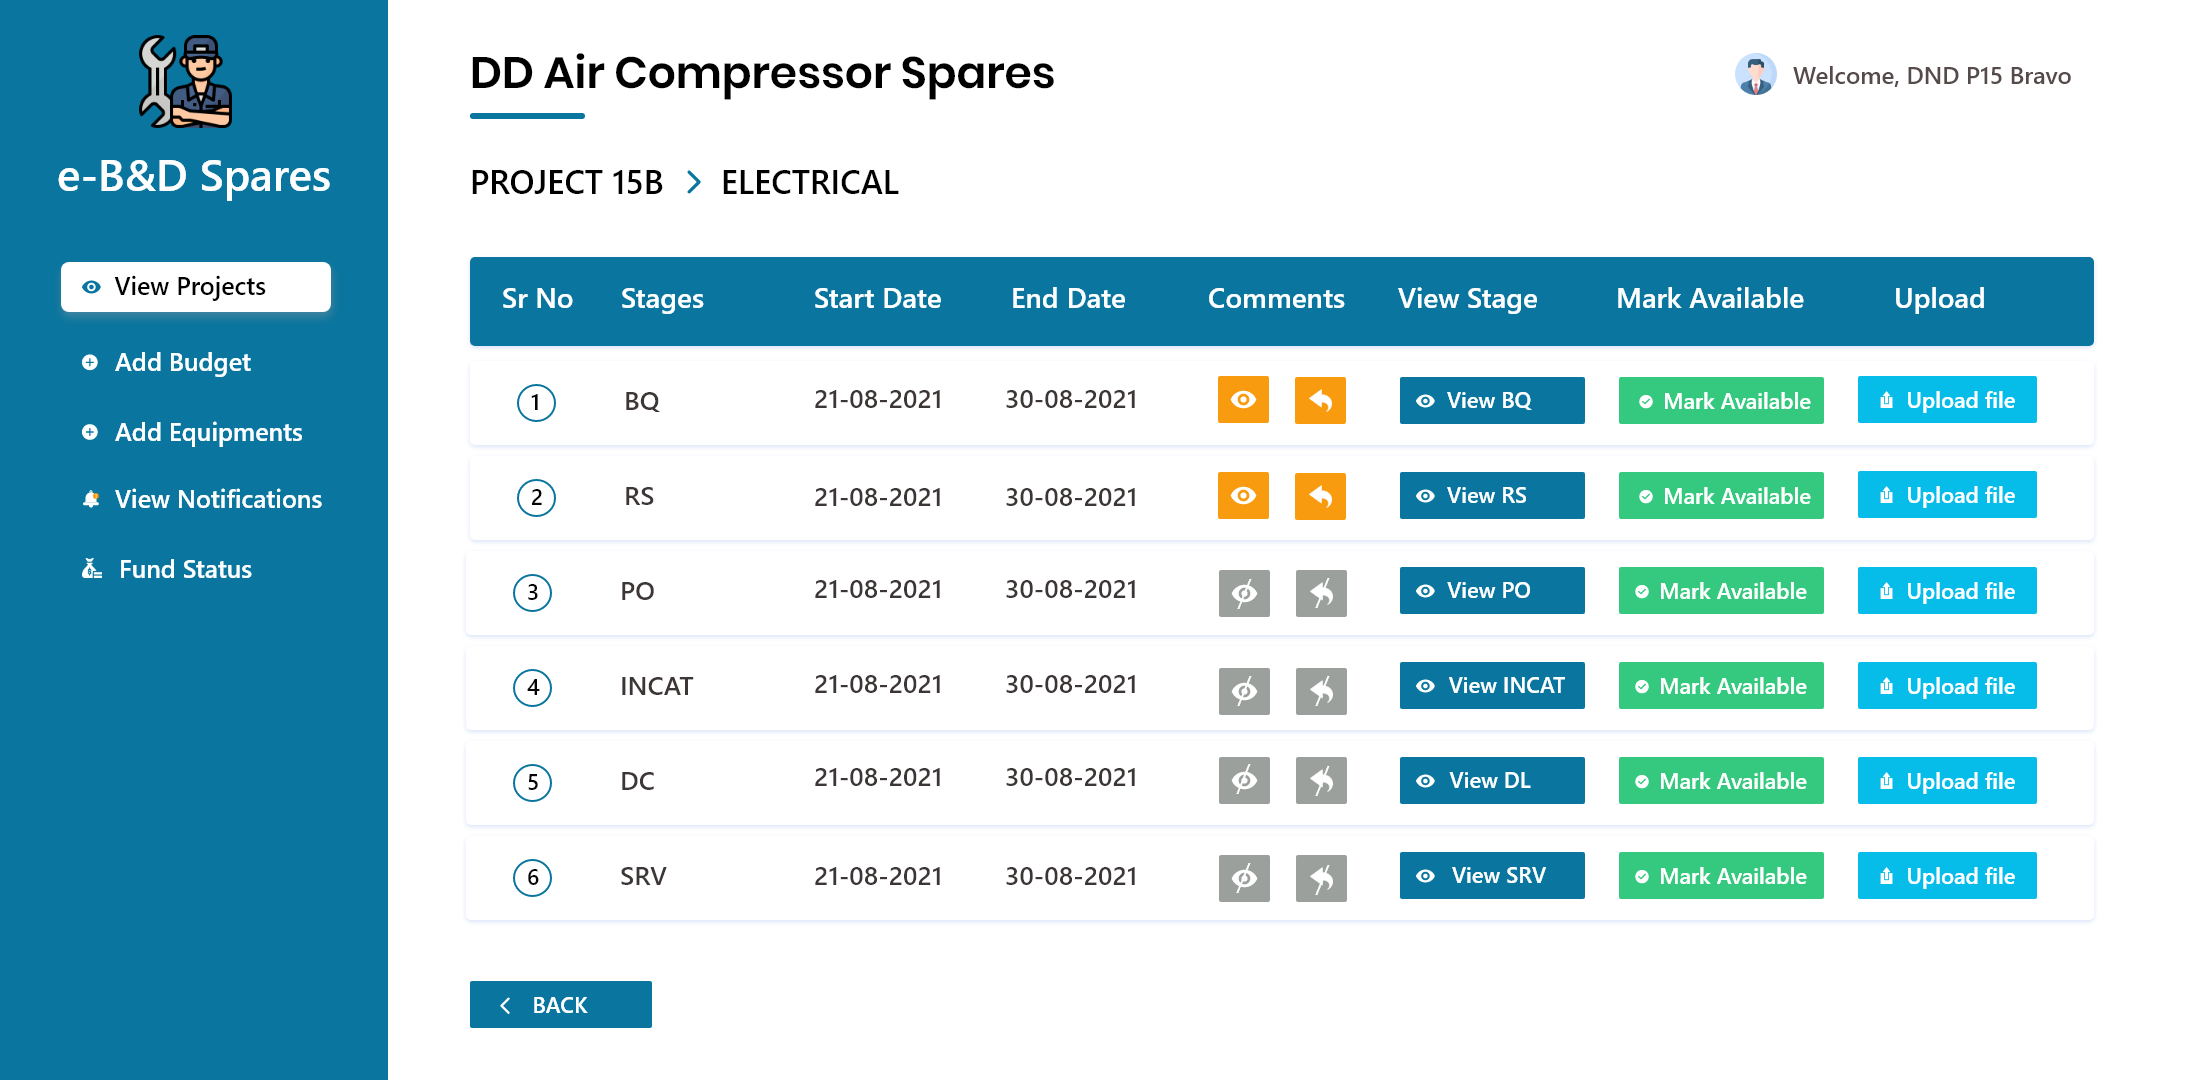 e-B&D Spares
View Projects
Add Budget
Add Equipments
View Notifications
Fund Status
DD Air Compressor Spares
Welcome, DND P15 Bravo
PROJECT 15B > ELECTRICAL
Sr No Stages Start Date End Date Comments View Stage Mark Available Upload
1 BQ 21-08-2021 30-08-2021 View BQ Mark Available Upload file
2 RS 21-08-2021 30-08-2021 View RS Mark Available Upload file
3 PO 21-08-2021 30-08-2021 View PO Mark Available Upload file
4 INCAT 21-08-2021 30-08-2021 View INCAT Mark Available Upload file
5 DC 21-08-2021 30-08-2021 View DL Mark Available Upload file
6 SRV 21-08-2021 30-08-2021 View SRV Mark Available Upload file
BACK